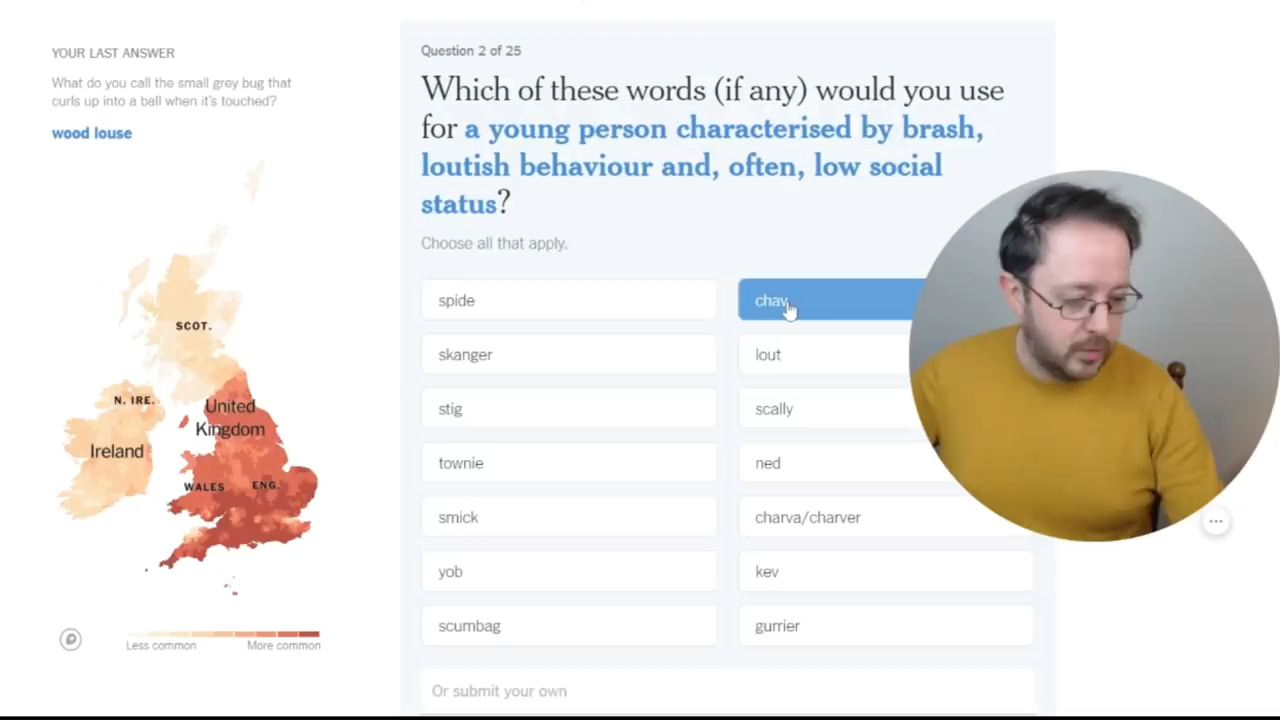 YOUR LAST ANSWER
What do you call the small grey bug that
curls up into a ball when it's touched?
wood louse
SCOT.
N. IRE.
United
Kingdom
Ireland
WALES
ENG.
Less common
More common
Question 2 of 25
Which of these words (if any) would you use
for a young person characterised by brash,
loutish behaviour and, often, low social
status?
Choose all that apply.
spide
chav
skanger
lout
stig
scally
townie
ned
smick
charva/charver
yob
kev
scumbag
gurrier
Or submit your own